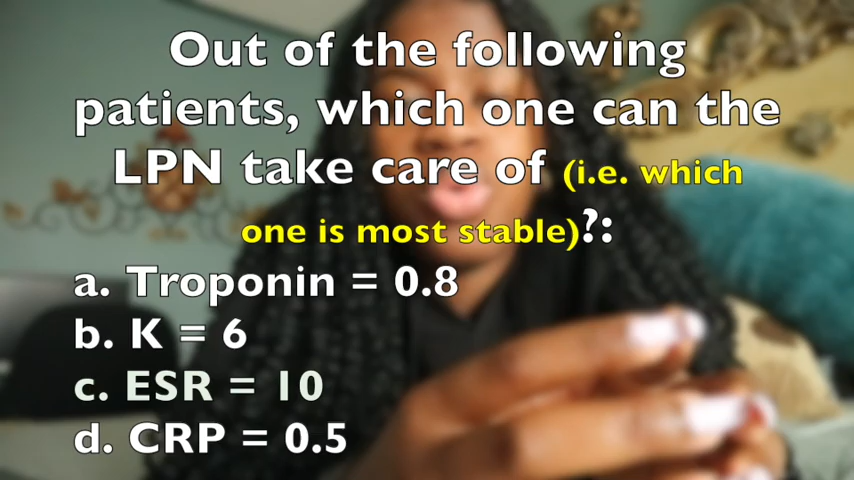 Out of the following
patients, which one can the
LPN take care of (i.e. which
one is most stable)?:
a. Troponin = 0.8
b. K = 6
c. ESR = 10
d. CRP = 0.5